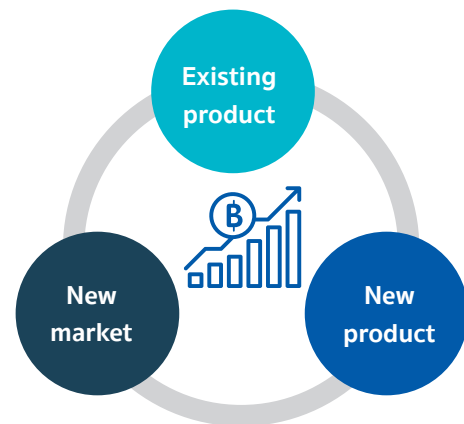 Existing
product
฿
New
market
New
product